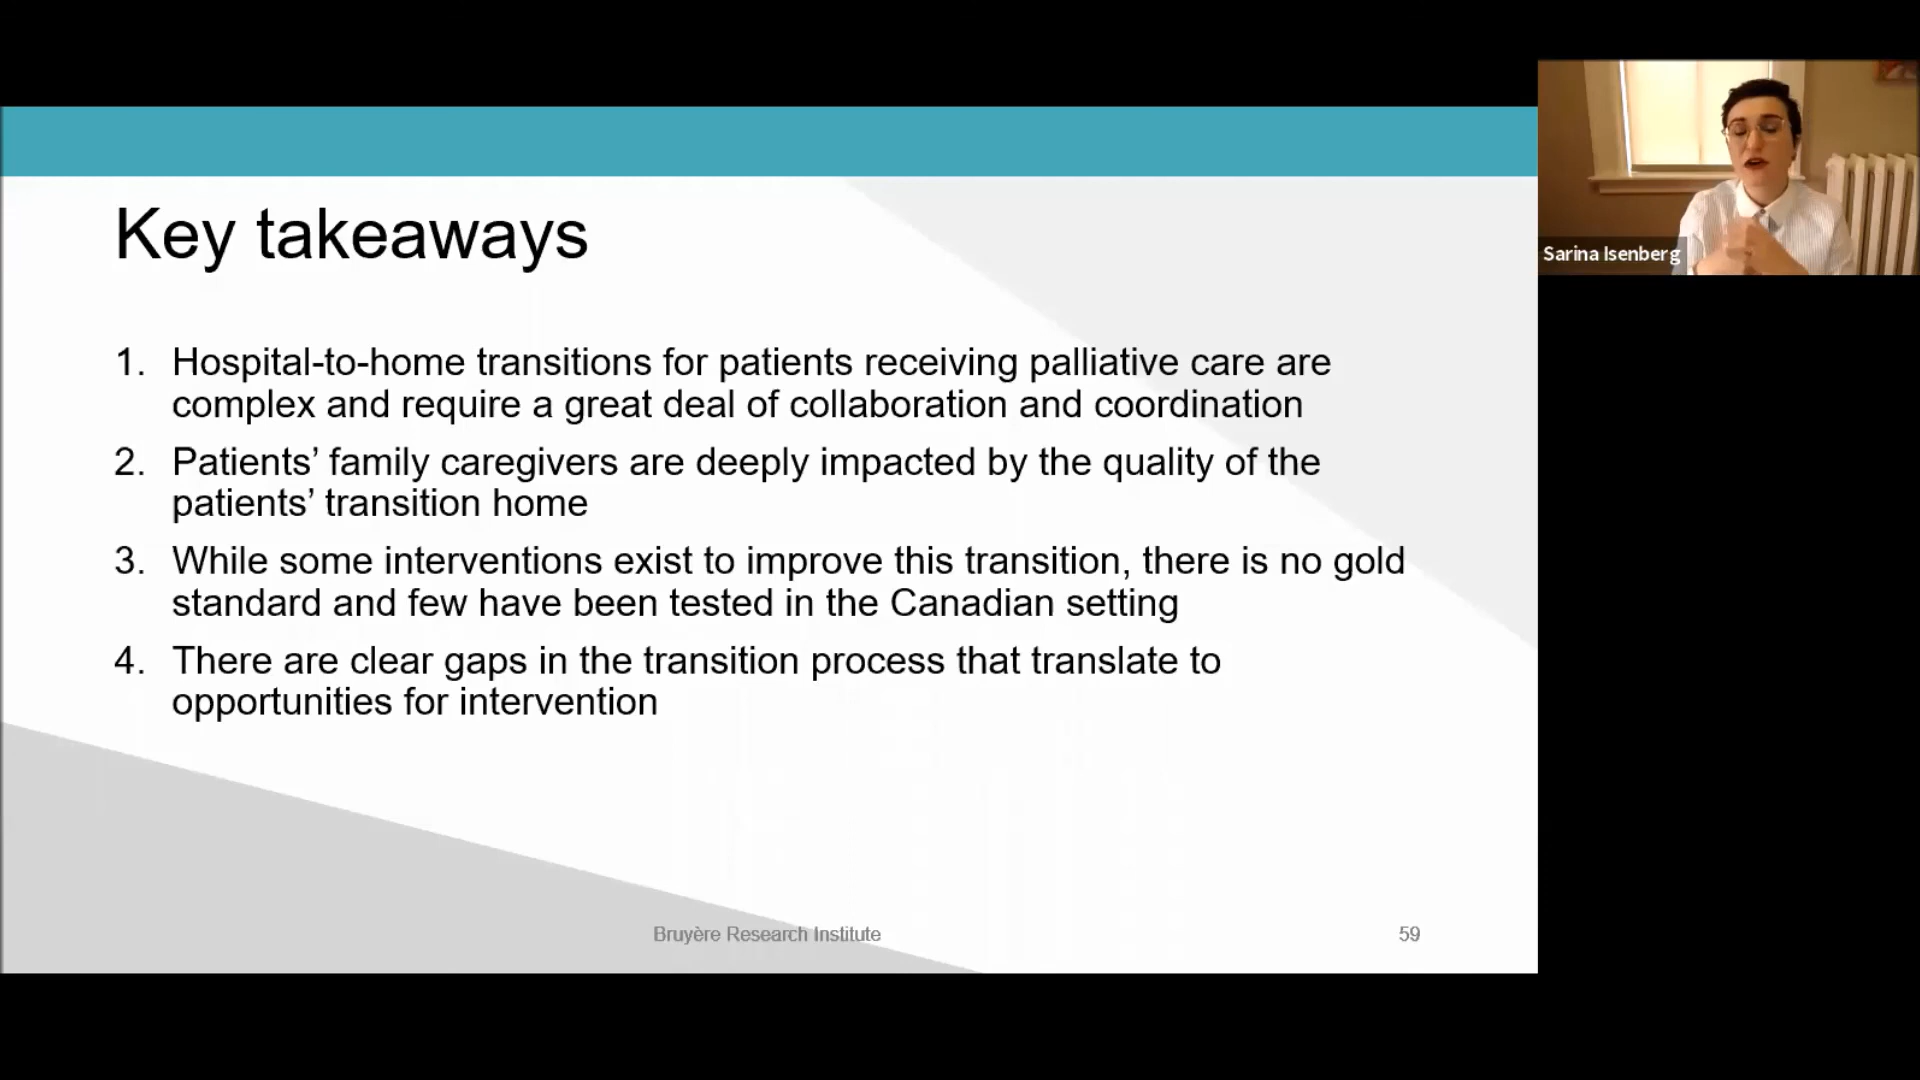 Key takeaways
1. Hospital-to-home transitions for patients receiving palliative care are
complex and require a great deal of collaboration and coordination
2. Patients’ family caregivers are deeply impacted by the quality of the
patients’ transition home
3. While some interventions exist to improve this transition, there is no gold
standard and few have been tested in the Canadian setting
4. There are clear gaps in the transition process that translate to
opportunities for intervention
Bruyère Research Institute
59
Sarina Isenberg